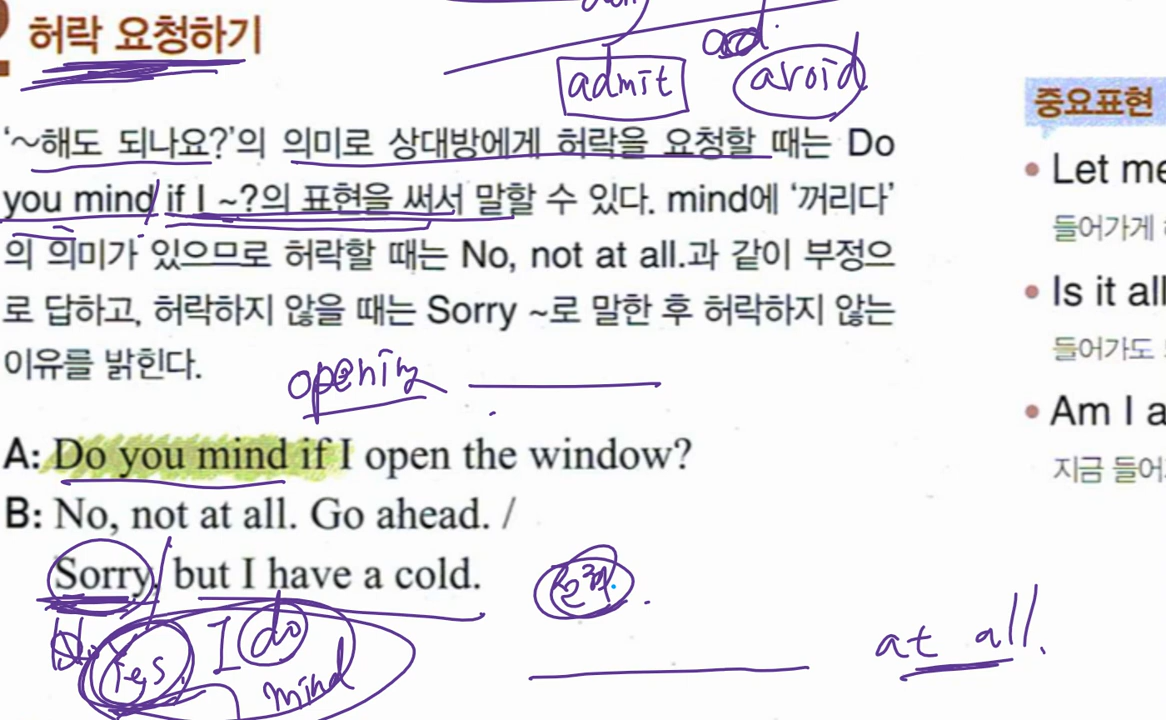 허락 요청하기
admit avoid
중요표현
'~해도 되나요?'의 의미로 상대방에게 허락을 요청할 때는 Do
you mind if I ~?의 표현을 써서 말할 수 있다. mind에 '꺼리다'
의 의미가 있으므로 허락할 때는 No, not at all.과 같이 부정으
로 답하고, 허락하지 않을 때는 Sorry ~로 말한 후 허락하지 않는
이유를 밝힌다.
opening
A: Do you mind if I open the window?
B: No, not at all. Go ahead. /
Sorry, but I have a cold.
Yes I do
mind
at all.
• Let me
들어가게
• Is it all
들어가도
• Am I a
지금 들어